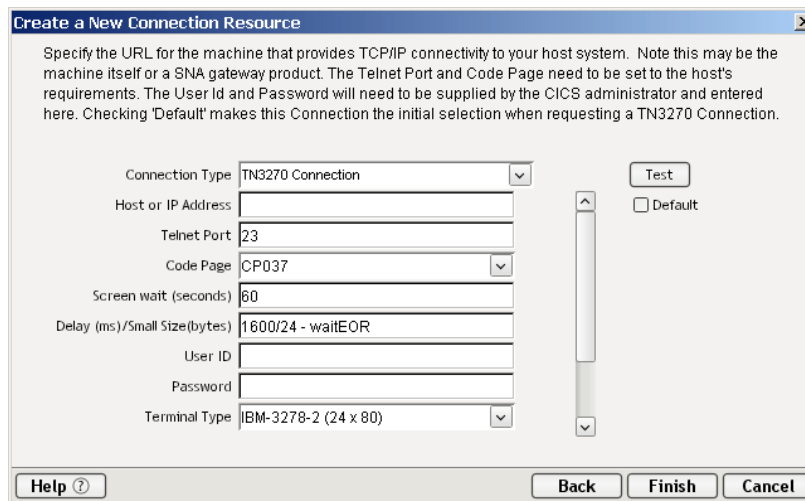 Create a New Connection Resource
Specify the URL for the machine that provides TCP/IP connectivity to your host system.  Note this may be the
machine itself or a SNA gateway product. The Telnet Port and Code Page need to be set to the host's
requirements. The User Id and Password will need to be supplied by the CICS administrator and entered
here. Checking 'Default' makes this Connection the initial selection when requesting a TN3270 Connection.
Connection Type TN3270 Connection Test
Host or IP Address Default
Telnet Port 23
Code Page CP037
Screen wait (seconds) 60
Delay (ms)/Small Size(bytes) 1600/24 - waitEOR
User ID
Password
Terminal Type IBM-3278-2 (24 x 80)
Help ? Back Finish Cancel